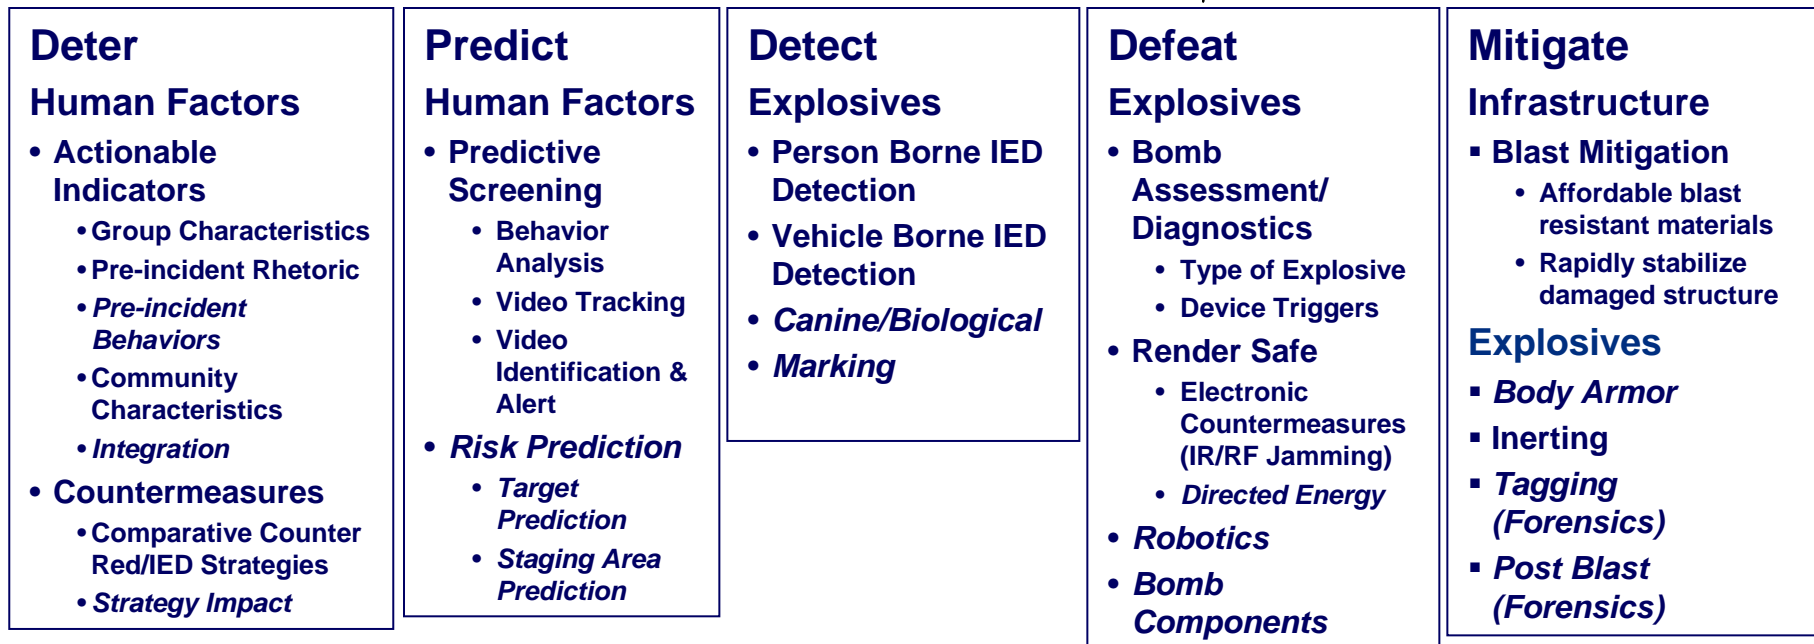 Deter
Human Factors
• Actionable
Indicators
• Group Characteristics
• Pre-incident Rhetoric
• Pre-incident
Behaviors
• Community
Characteristics
• Integration
• Countermeasures
• Comparative Counter
Red/IED Strategies
• Strategy Impact
Predict
Human Factors
• Predictive
Screening
• Behavior
Analysis
• Video Tracking
• Video
Identification &
Alert
• Risk Prediction
• Target
Prediction
• Staging Area
Prediction
Detect
Explosives
• Person Borne IED
Detection
• Vehicle Borne IED
Detection
• Canine/Biological
• Marking
Defeat
Explosives
• Bomb
Assessment/
Diagnostics
• Type of Explosive
• Device Triggers
• Render Safe
• Electronic
Countermeasures
(IR/RF Jamming)
• Directed Energy
• Robotics
• Bomb
Components
Mitigate
Infrastructure
▪ Blast Mitigation
• Affordable blast
resistant materials
• Rapidly stabilize
damaged structure
Explosives
▪ Body Armor
▪ Inerting
▪ Tagging
(Forensics)
▪ Post Blast
(Forensics)